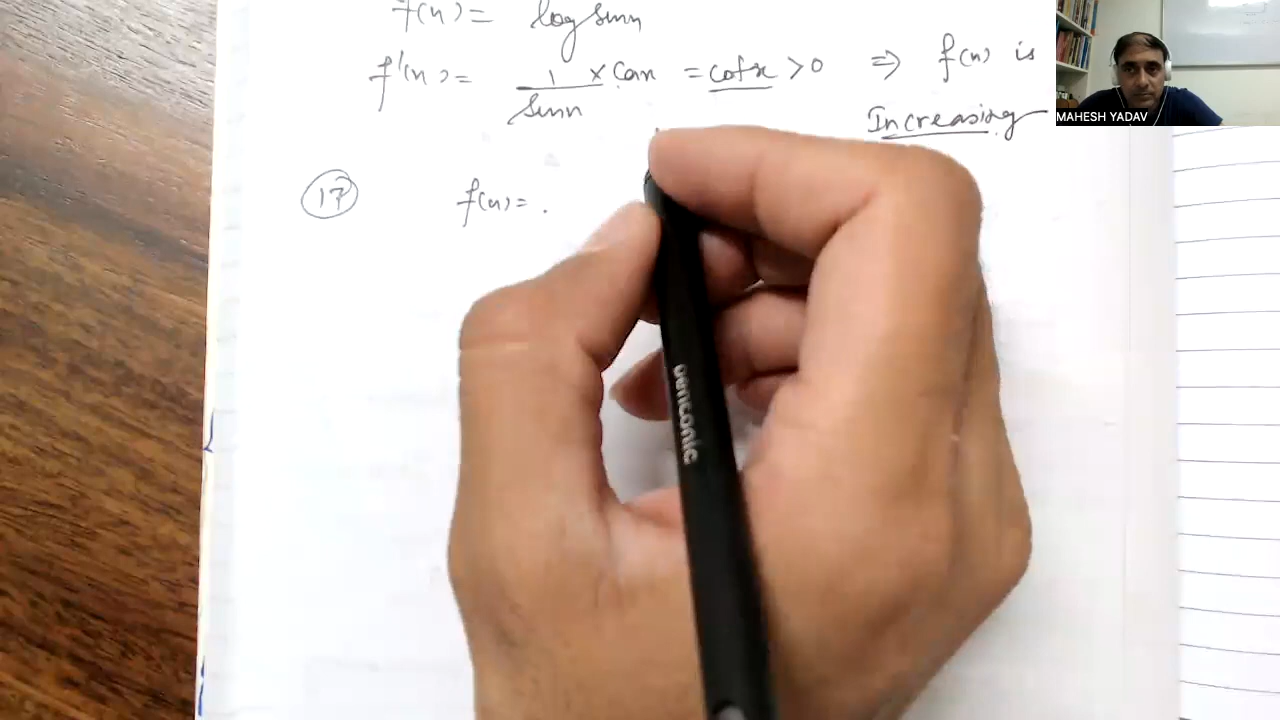 f(x) = log sinx
f'(x) = 1/sinx × cosx = cotx > 0 ⇒ f(x) is
Increasing
MAHESH YADAV
17 f(x) = .